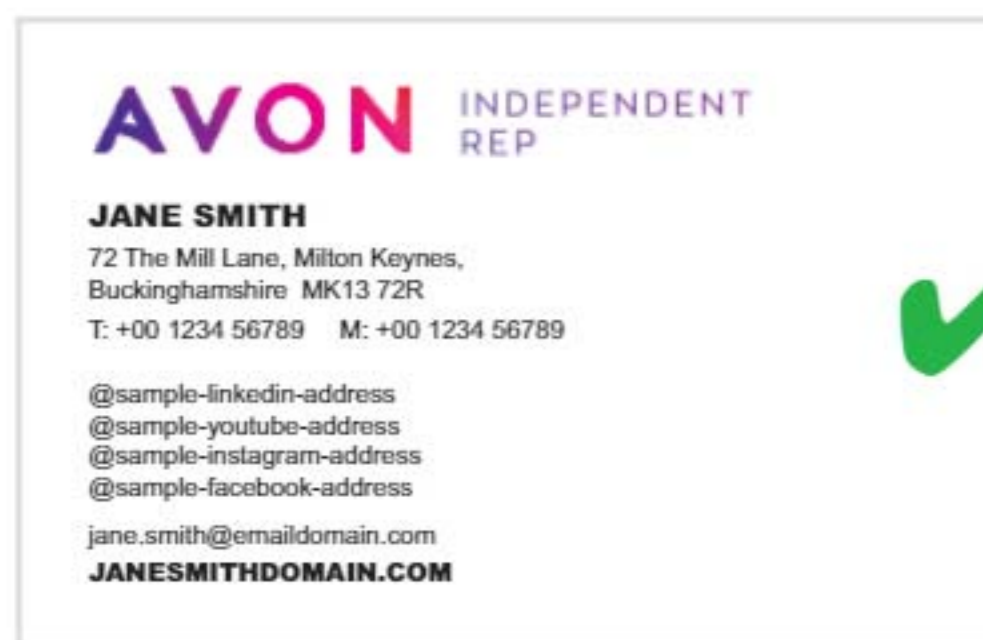 AVON INDEPENDENT
REP
JANE SMITH
72 The Mill Lane, Milton Keynes,
Buckinghamshire MK13 72R
T: +00 1234 56789 M: +00 1234 56789
@sample-linkedin-address
@sample-youtube-address
@sample-instagram-address
@sample-facebook-address
jane.smith@emaildomain.com
JANESMITHDOMAIN.COM